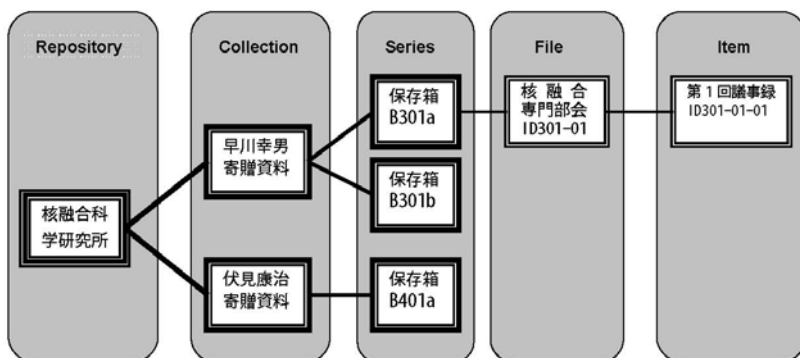 Repository
Collection
Series
File
Item
核融合科
学研究所
早川幸男
寄贈資料
伏見康治
寄贈資料
保存箱
B301a
保存箱
B301b
保存箱
B401a
核 融 合
専門部会
ID301-01
第1回議事録
ID301-01-01